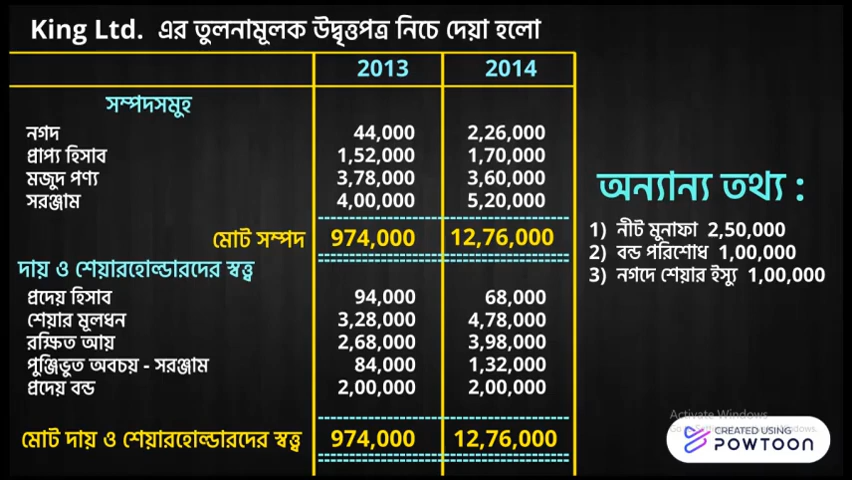 King Ltd. এর তুলনামূলক উদ্বৃত্তপত্র নিচে দেয়া হলো
2013 2014
সম্পদসমুহ
নগদ 44,000 2,26,000
প্রাপ্য হিসাব 1,52,000 1,70,000
মজুদ পণ্য 3,78,000 3,60,000
সরঞ্জাম 4,00,000 5,20,000
মোট সম্পদ 974,000 12,76,000
দায় ও শেয়ারহোল্ডারদের স্বত্ত্ব
প্রদেয় হিসাব 94,000 68,000
শেয়ার মূলধন 3,28,000 4,78,000
রক্ষিত আয় 2,68,000 3,98,000
পুঞ্জিভুত অবচয় - সরঞ্জাম 84,000 1,32,000
প্রদেয় বন্ড 2,00,000 2,00,000
মোট দায় ও শেয়ারহোল্ডারদের স্বত্ত্ব 974,000 12,76,000
অন্যান্য তথ্য :
1) নীট মুনাফা 2,50,000
2) বন্ড পরিশোধ 1,00,000
3) নগদে শেয়ার ইস্যু 1,00,000
Activate Windows
CREATED USING
POWTOON